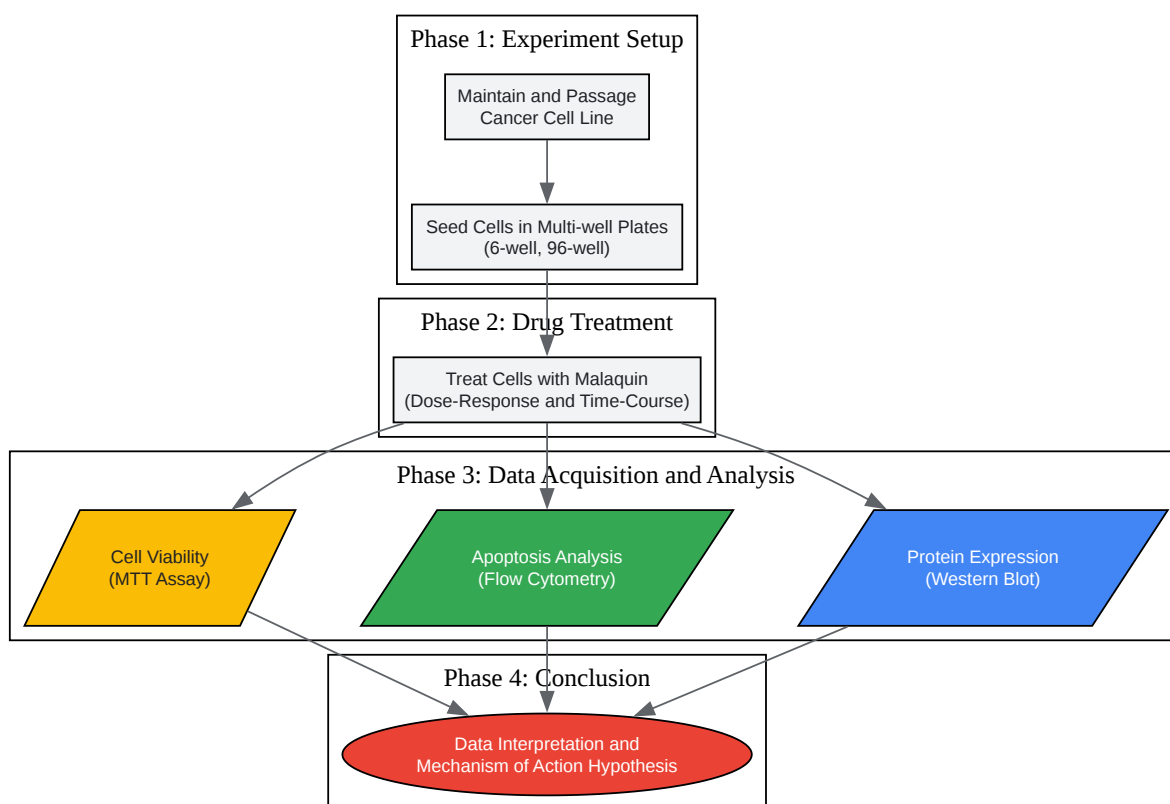 Phase 1: Experiment Setup
Maintain and Passage
Cancer Cell Line
Seed Cells in Multi-well Plates
(6-well, 96-well)
Phase 2: Drug Treatment
Treat Cells with Malaquin
(Dose-Response and Time-Course)
Phase 3: Data Acquisition and Analysis
Cell Viability
(MTT Assay)
Apoptosis Analysis
(Flow Cytometry)
Protein Expression
(Western Blot)
Phase 4: Conclusion
Data Interpretation and
Mechanism of Action Hypothesis